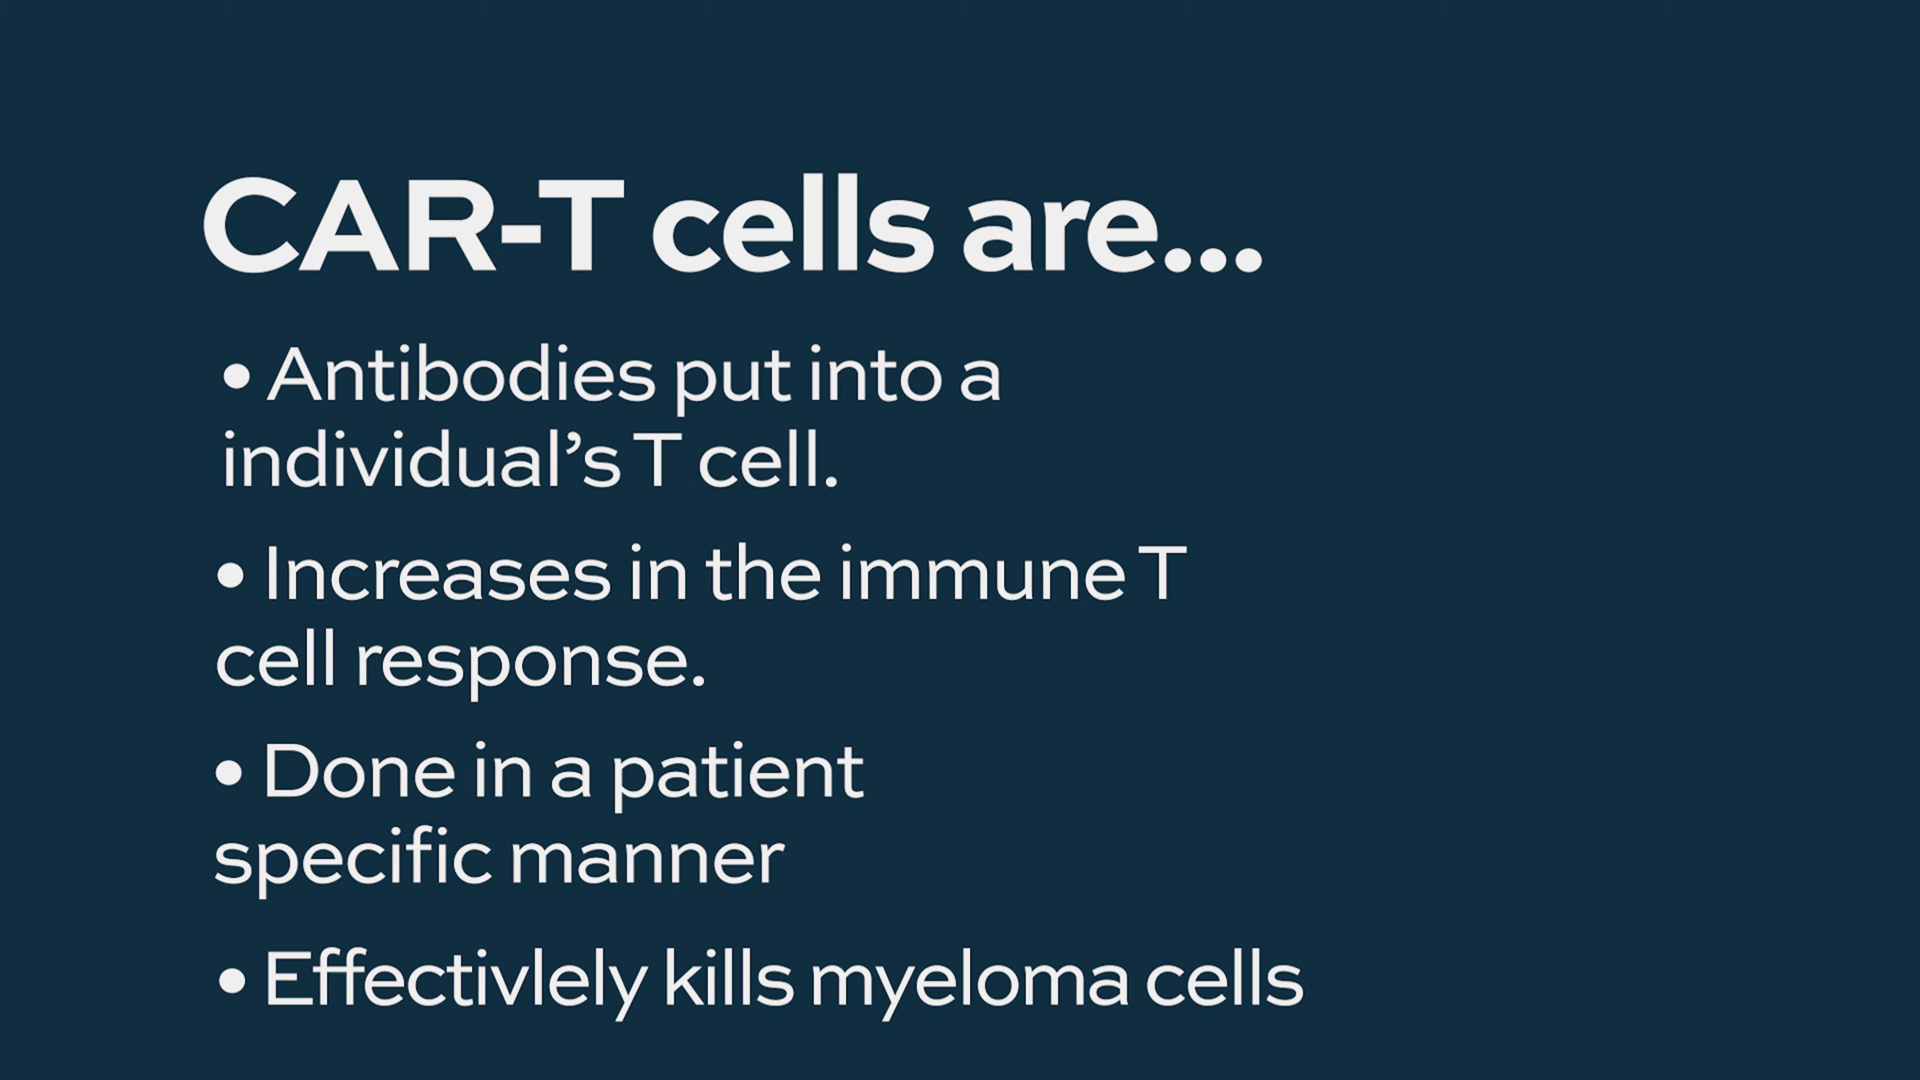 CAR-T cells are...
• Antibodies put into a
individual’s T cell.
• Increases in the immune T
cell response.
• Done in a patient
specific manner
• Effectivlely kills myeloma cells